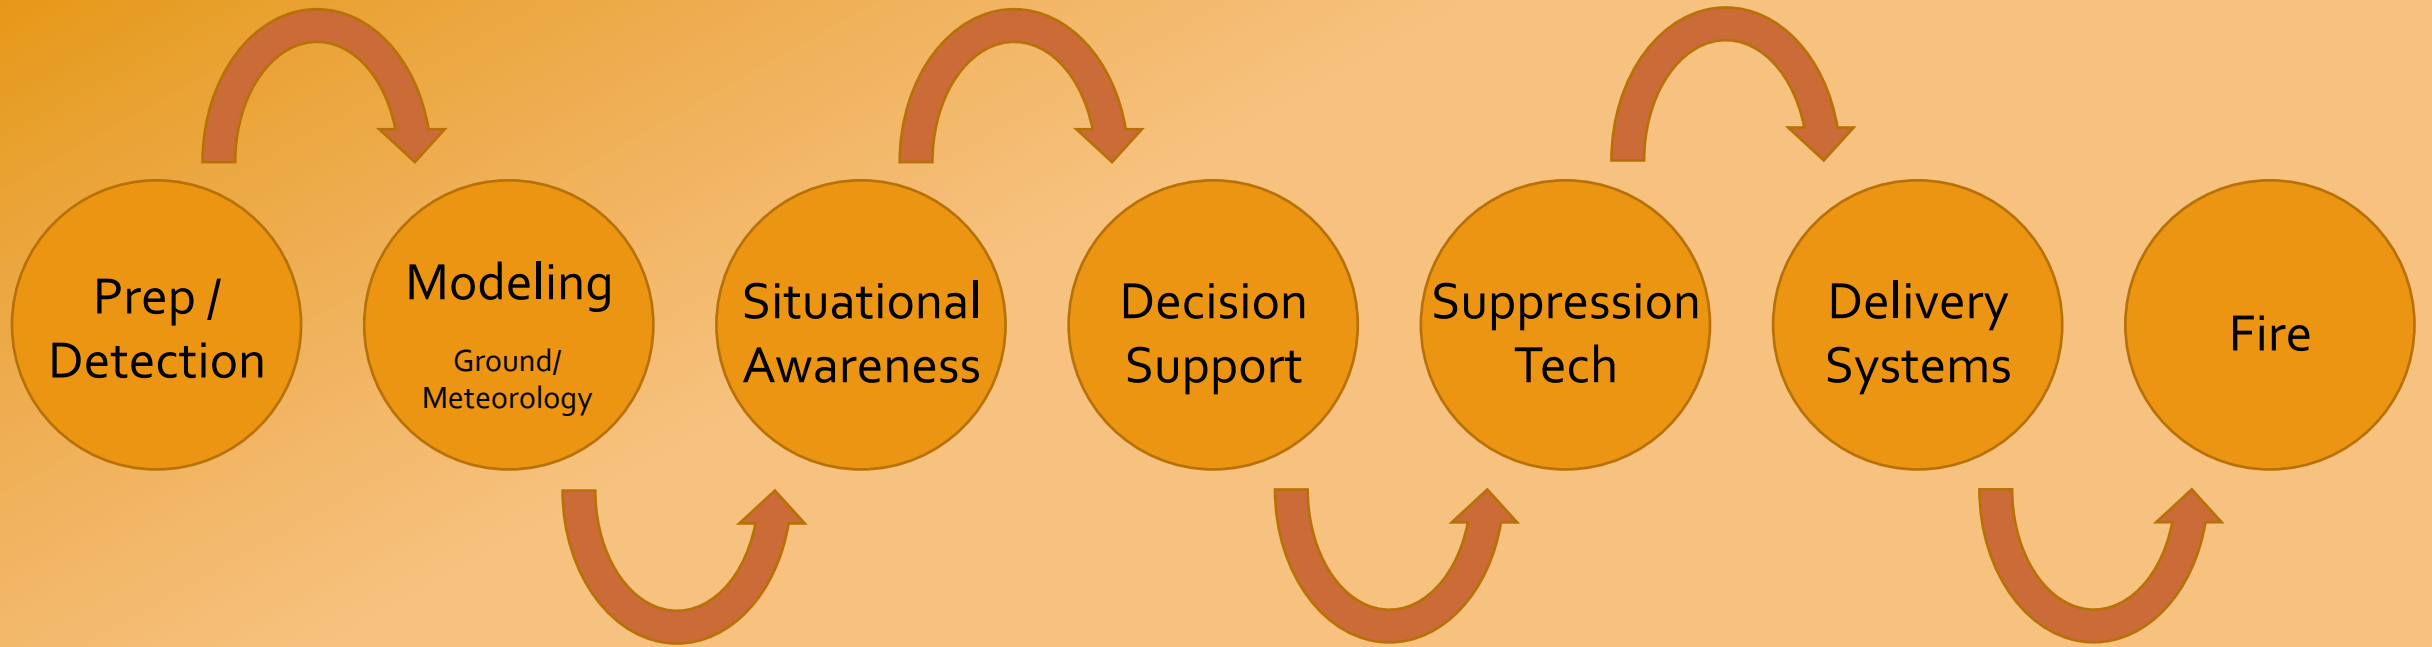 Prep /
Detection
Modeling
Ground/
Meteorology
Situational
Awareness
Decision
Support
Suppression
Tech
Delivery
Systems
Fire